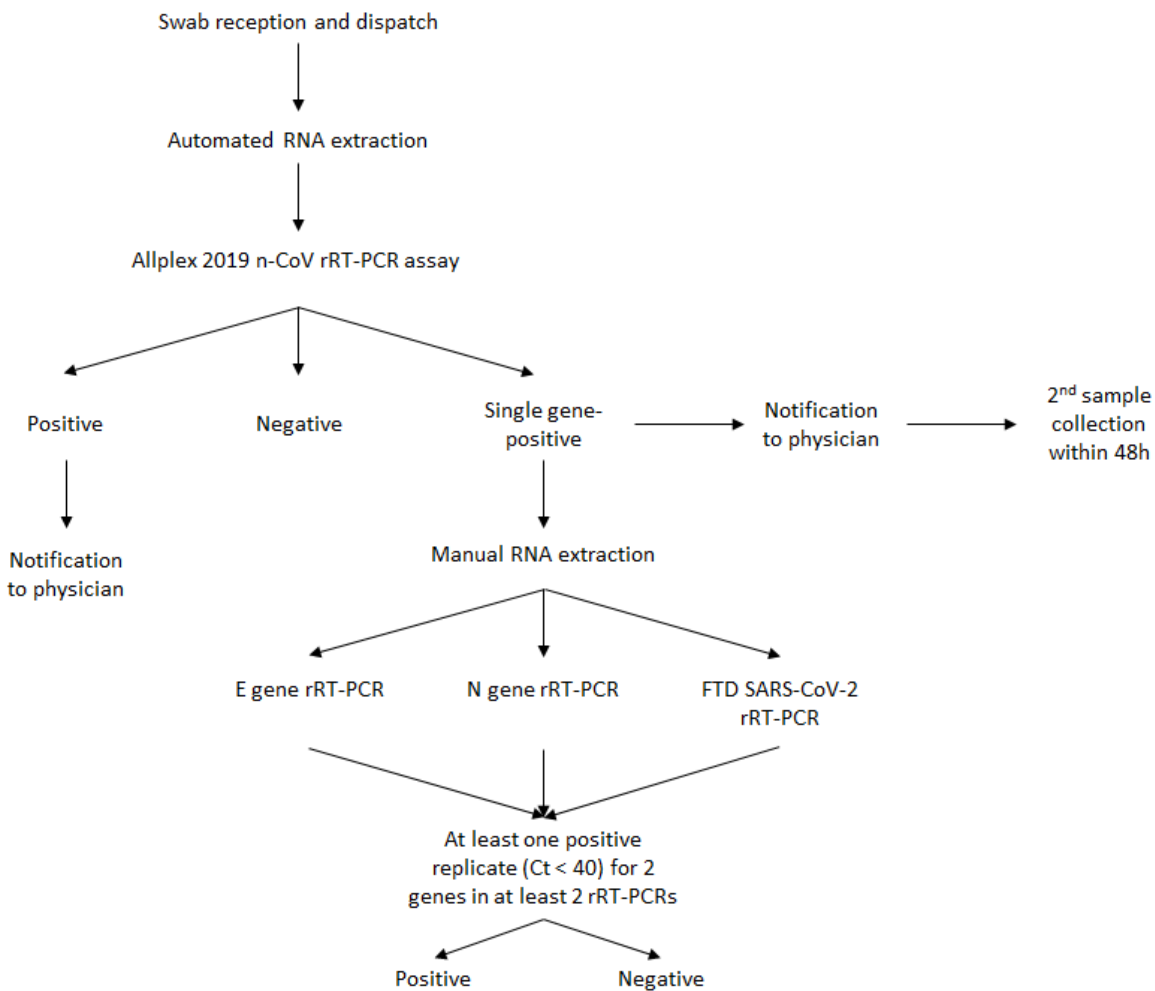 Swab reception and dispatch
Automated RNA extraction
Allplex 2019 n-CoV rRT-PCR assay
Positive
Negative
Single gene-
positive
Notification
to physician
2nd sample
collection
within 48h
Notification
to physician
Manual RNA extraction
E gene rRT-PCR
N gene rRT-PCR
FTD SARS-CoV-2
rRT-PCR
At least one positive
replicate (Ct < 40) for 2
genes in at least 2 rRT-PCRs
Positive
Negative